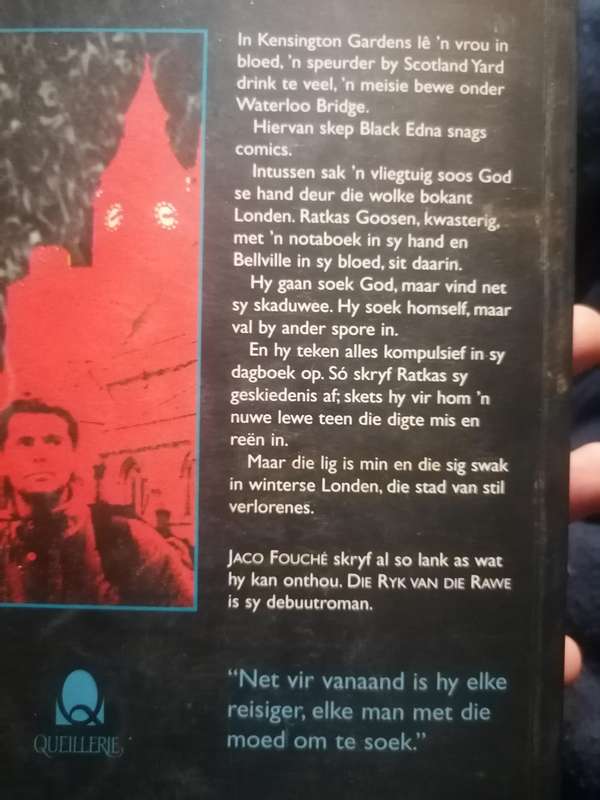 In Kensington Gardens lê 'n vrou in
bloed, 'n speurder by Scotland Yard
drink te veel, 'n meisie bewe onder
Waterloo Bridge.
Hiervan skep Black Edna snags
comics.
Intussen sak 'n vliegtuig soos God
se hand deur die wolke bokant
Londen. Ratkas Goosen, kwasterig,
met 'n notaboek in sy hand en
Bellville in sy bloed, sit daarin.
Hy gaan soek God, maar vind net
sy skaduwee. Hy soek homself, maar
val by ander spore in.
En hy teken alles kompulsief in sy
dagboek op. Só skryf Ratkas sy
geskiedenis af; skets hy vir hom 'n
nuwe lewe teen die digte mis en
reën in.
Maar die lig is min en die sig swak
in winterse Londen, die stad van stil
verlorenes.
JACO FOUCHÉ skryf al so lank as wat
hy kan onthou. DIE RYK VAN DIE RAWE
is sy debuutroman.
"Net vir vanaand is hy elke
reisiger, elke man met die
moed om te soek."
QUEILLERIE